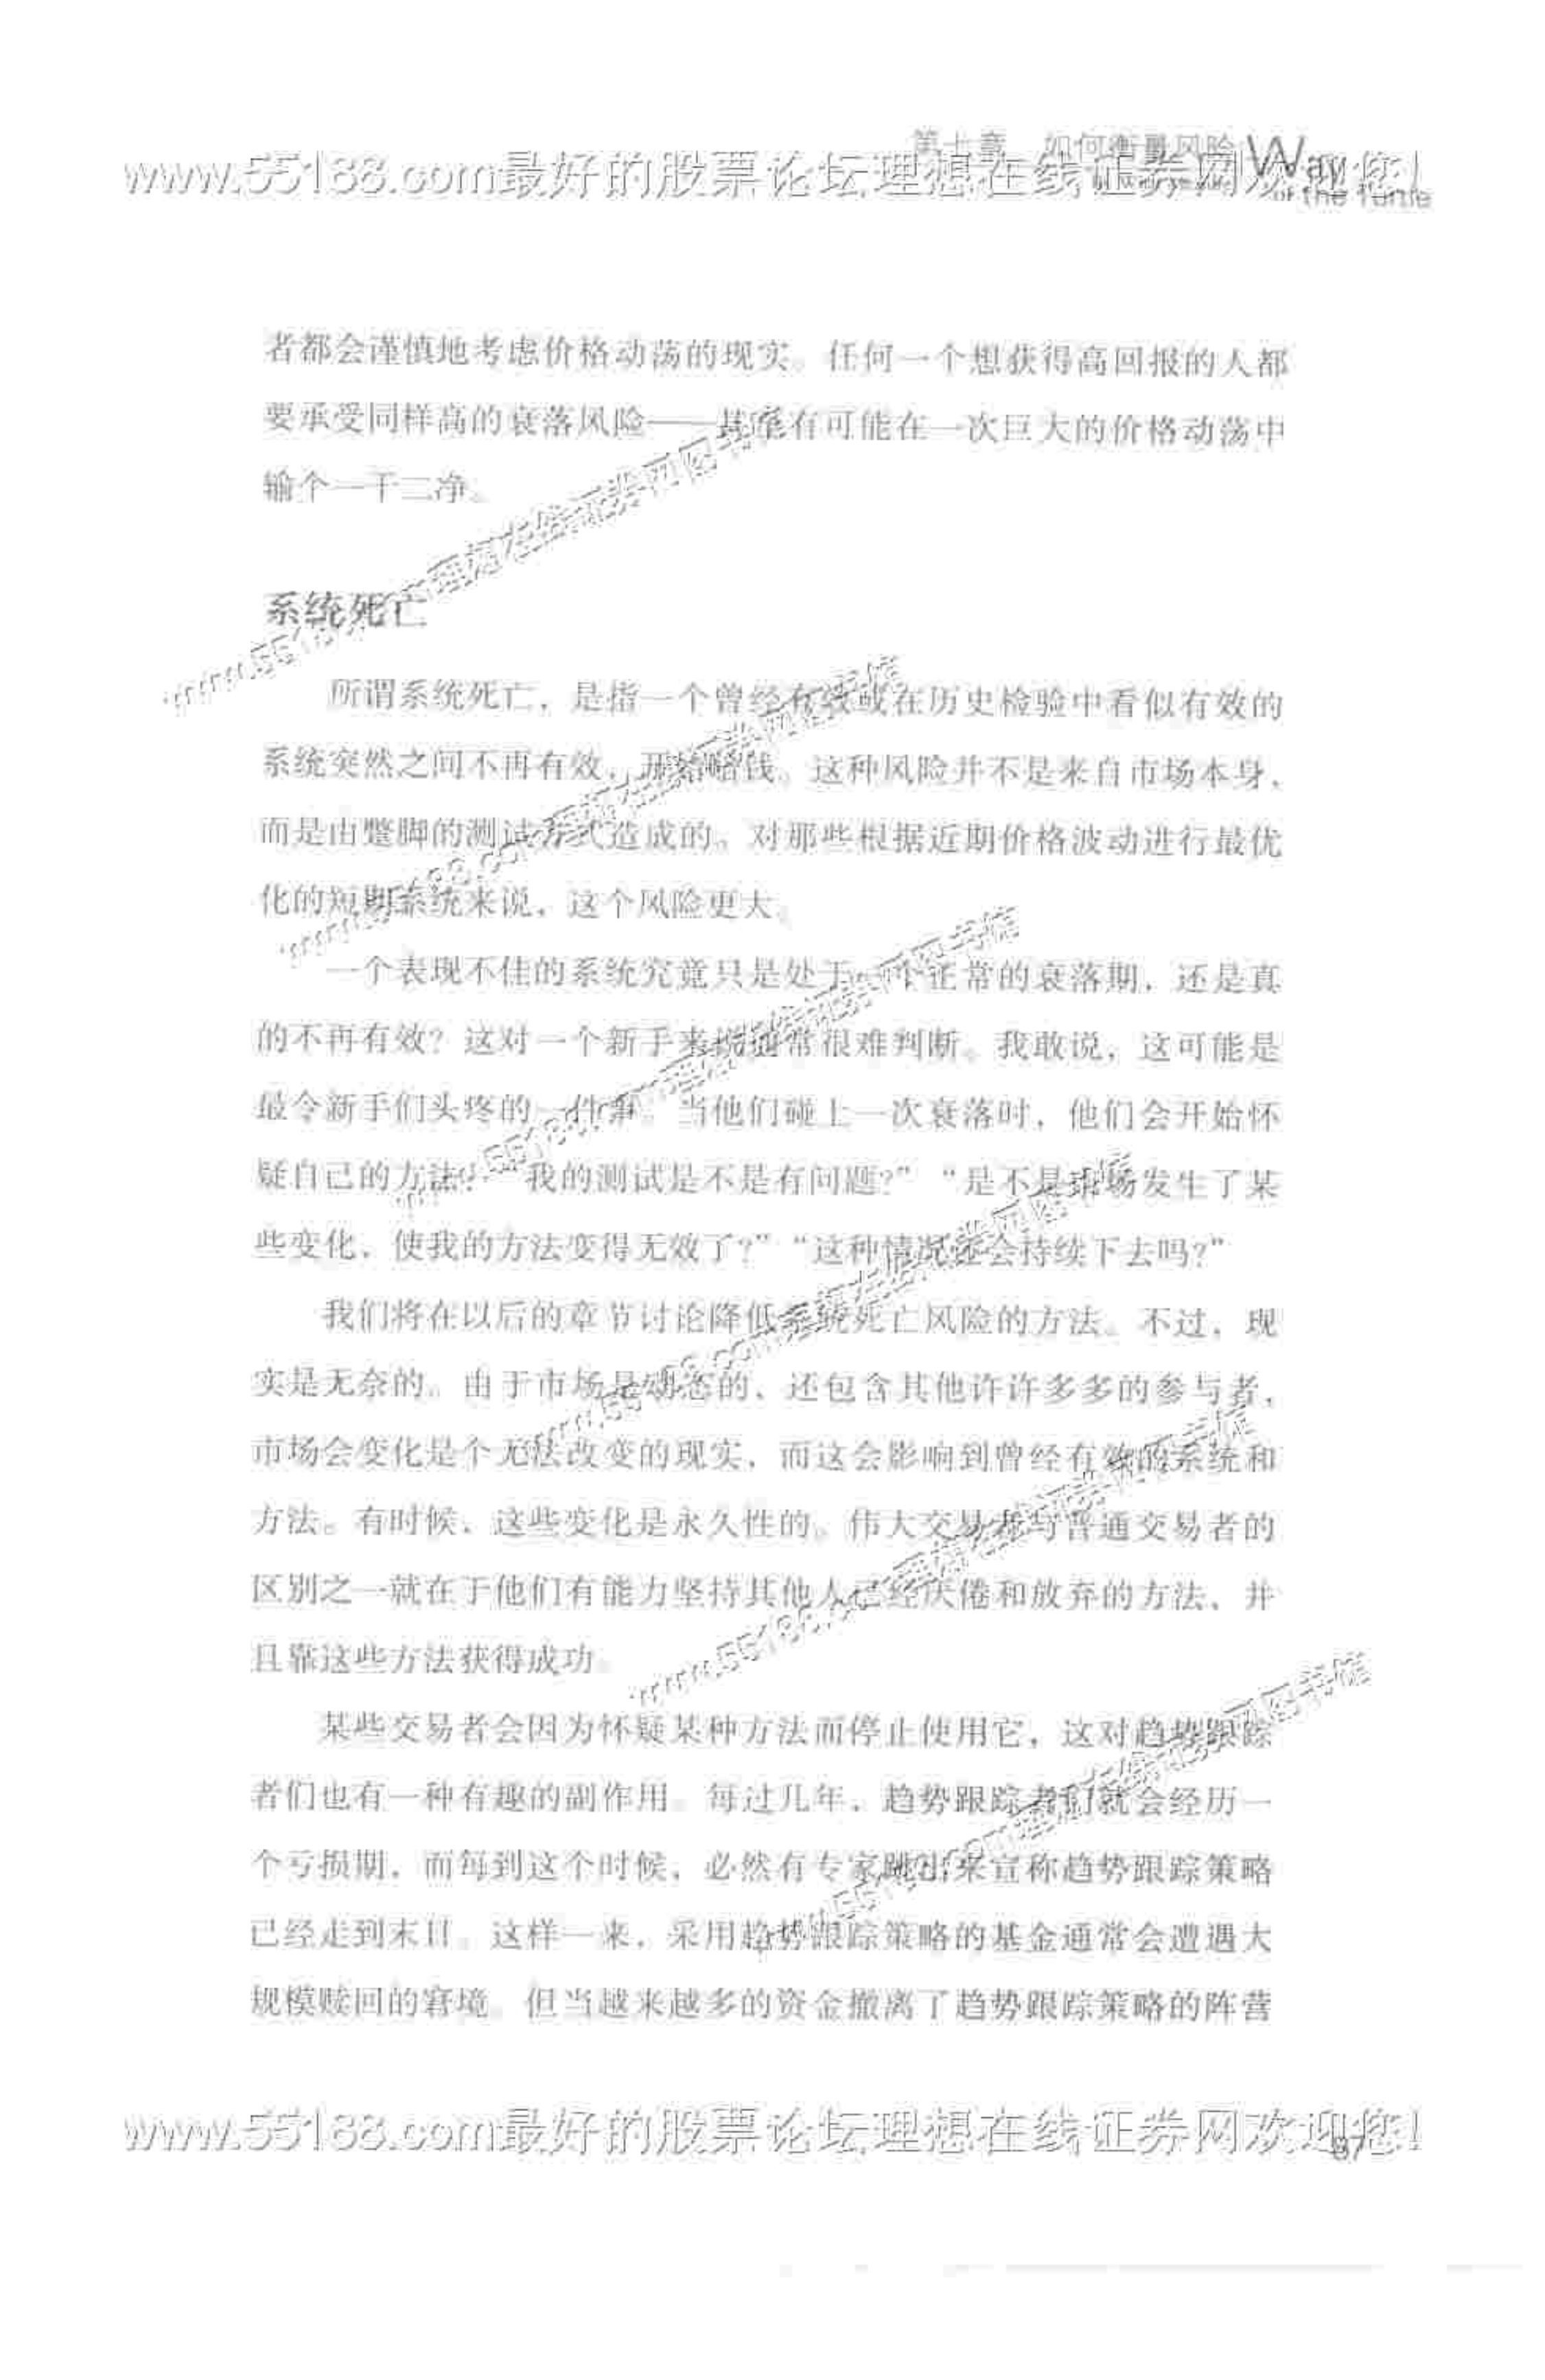 第七章 如何衡量风险 Way
www.55188.com最好的股票论坛理想在线证券网欢迎您!
of the Turtle
者都会谨慎地考虑价格动荡的现实。任何一个想获得高回报的人都
要承受同样高的衰落风险——甚至有可能在一次巨大的价格动荡中
输个一干二净。
系统死亡
所谓系统死亡，是指一个曾经有效或在历史检验中看似有效的
系统突然之间不再有效，开始赔钱。这种风险并不是来自市场本身，
而是由蹩脚的测试方式造成的。对那些根据近期价格波动进行最优
化的短期系统来说，这个风险更大。
一个表现不佳的系统究竟只是处于一个正常的衰落期，还是真
的不再有效？这对一个新手来说通常很难判断。我敢说，这可能是
最令新手们头疼的一件事。当他们碰上一次衰落时，他们会开始怀
疑自己的方法：“我的测试是不是有问题？”“是不是市场发生了某
些变化，使我的方法变得无效了？”“这种情况还会持续下去吗？”
我们将在以后的章节讨论降低系统死亡风险的方法。不过，现
实是无奈的。由于市场是动态的，还包含其他许许多多的参与者，
市场会变化是个无法改变的现实，而这会影响到曾经有效的系统和
方法。有时候，这些变化是永久性的。伟大交易者与普通交易者的
区别之一就在于他们有能力坚持其他人已经厌倦和放弃的方法，并
且靠这些方法获得成功。
某些交易者会因为怀疑某种方法而停止使用它，这对趋势跟踪
者们也有一种有趣的副作用。每过几年，趋势跟踪者们就会经历一
个亏损期，而每到这个时候，必然有专家跳出来宣称趋势跟踪策略
已经走到末日。这样一来，采用趋势跟踪策略的基金通常会遭遇大
规模赎回的窘境。但当越来越多的资金撤离了趋势跟踪策略的阵营
www.55188.com最好的股票论坛理想在线证券网欢迎您!
87